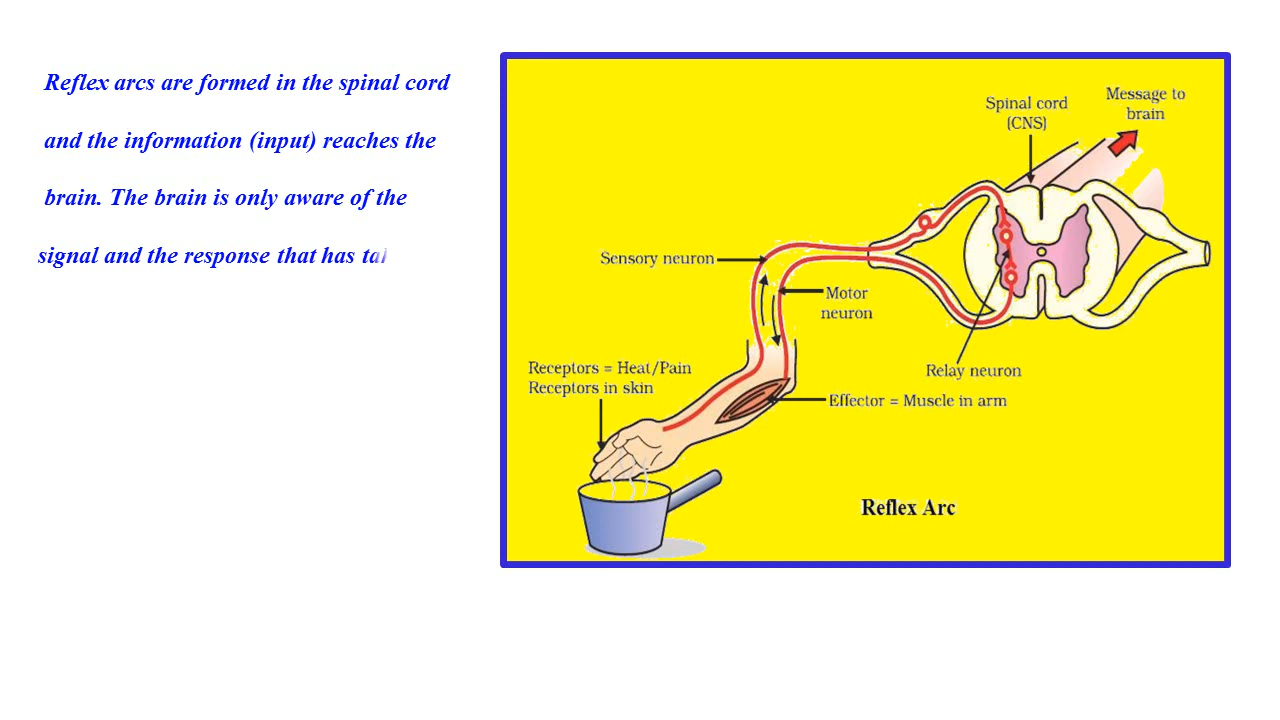 Reflex arcs are formed in the spinal cord
and the information (input) reaches the
brain. The brain is only aware of the
signal and the response that has
Spinal cord
(CNS)
Message to
brain
Sensory neuron
Motor
neuron
Receptors = Heat/Pain
Receptors in skin
Relay neuron
Effector = Muscle in arm
Reflex Arc